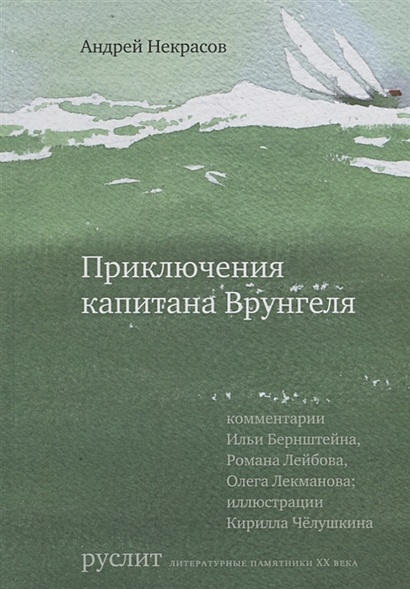 Андрей Некрасов
Приключения
капитана Врунгеля
комментарии
Ильи Бернштейна,
Романа Лейбова,
Олега Лекманова;
иллюстрации
Кирилла Чёлушкина
руслит литературные памятники XX века